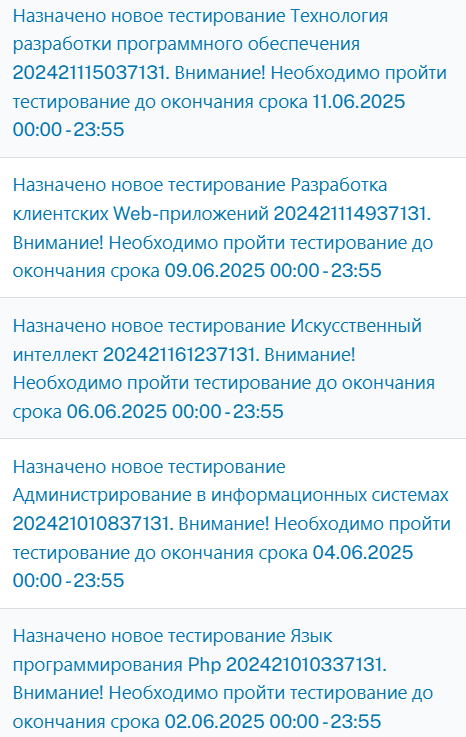 Назначено новое тестирование Технология
разработки программного обеспечения
202421115037131. Внимание! Необходимо пройти
тестирование до окончания срока 11.06.2025
00:00 - 23:55
Назначено новое тестирование Разработка
клиентских Web-приложений 202421114937131.
Внимание! Необходимо пройти тестирование до
окончания срока 09.06.2025 00:00 - 23:55
Назначено новое тестирование Искусственный
интеллект 202421161237131. Внимание!
Необходимо пройти тестирование до окончания
срока 06.06.2025 00:00 - 23:55
Назначено новое тестирование
Администрирование в информационных системах
202421010837131. Внимание! Необходимо пройти
тестирование до окончания срока 04.06.2025
00:00 - 23:55
Назначено новое тестирование Язык
программирования Php 202421010337131.
Внимание! Необходимо пройти тестирование до
окончания срока 02.06.2025 00:00 - 23:55